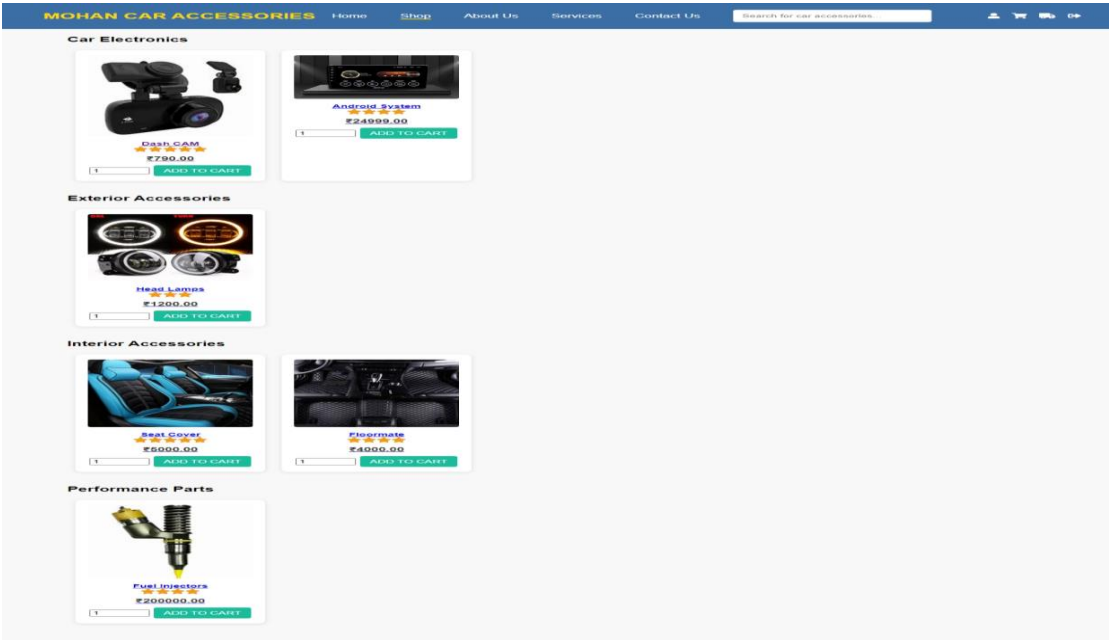 MOHAN CAR ACCESSORIES Home Shop About Us Services Contact Us Search for car accessories...
Car Electronics
Dash CAM
₹790.00
1 ADD TO CART
Android System
₹24999.00
1 ADD TO CART
Exterior Accessories
Head Lamps
₹1200.00
1 ADD TO CART
Interior Accessories
Seat Cover
₹5000.00
1 ADD TO CART
Floormate
₹4000.00
1 ADD TO CART
Performance Parts
Fuel Injectors
₹200000.00
1 ADD TO CART